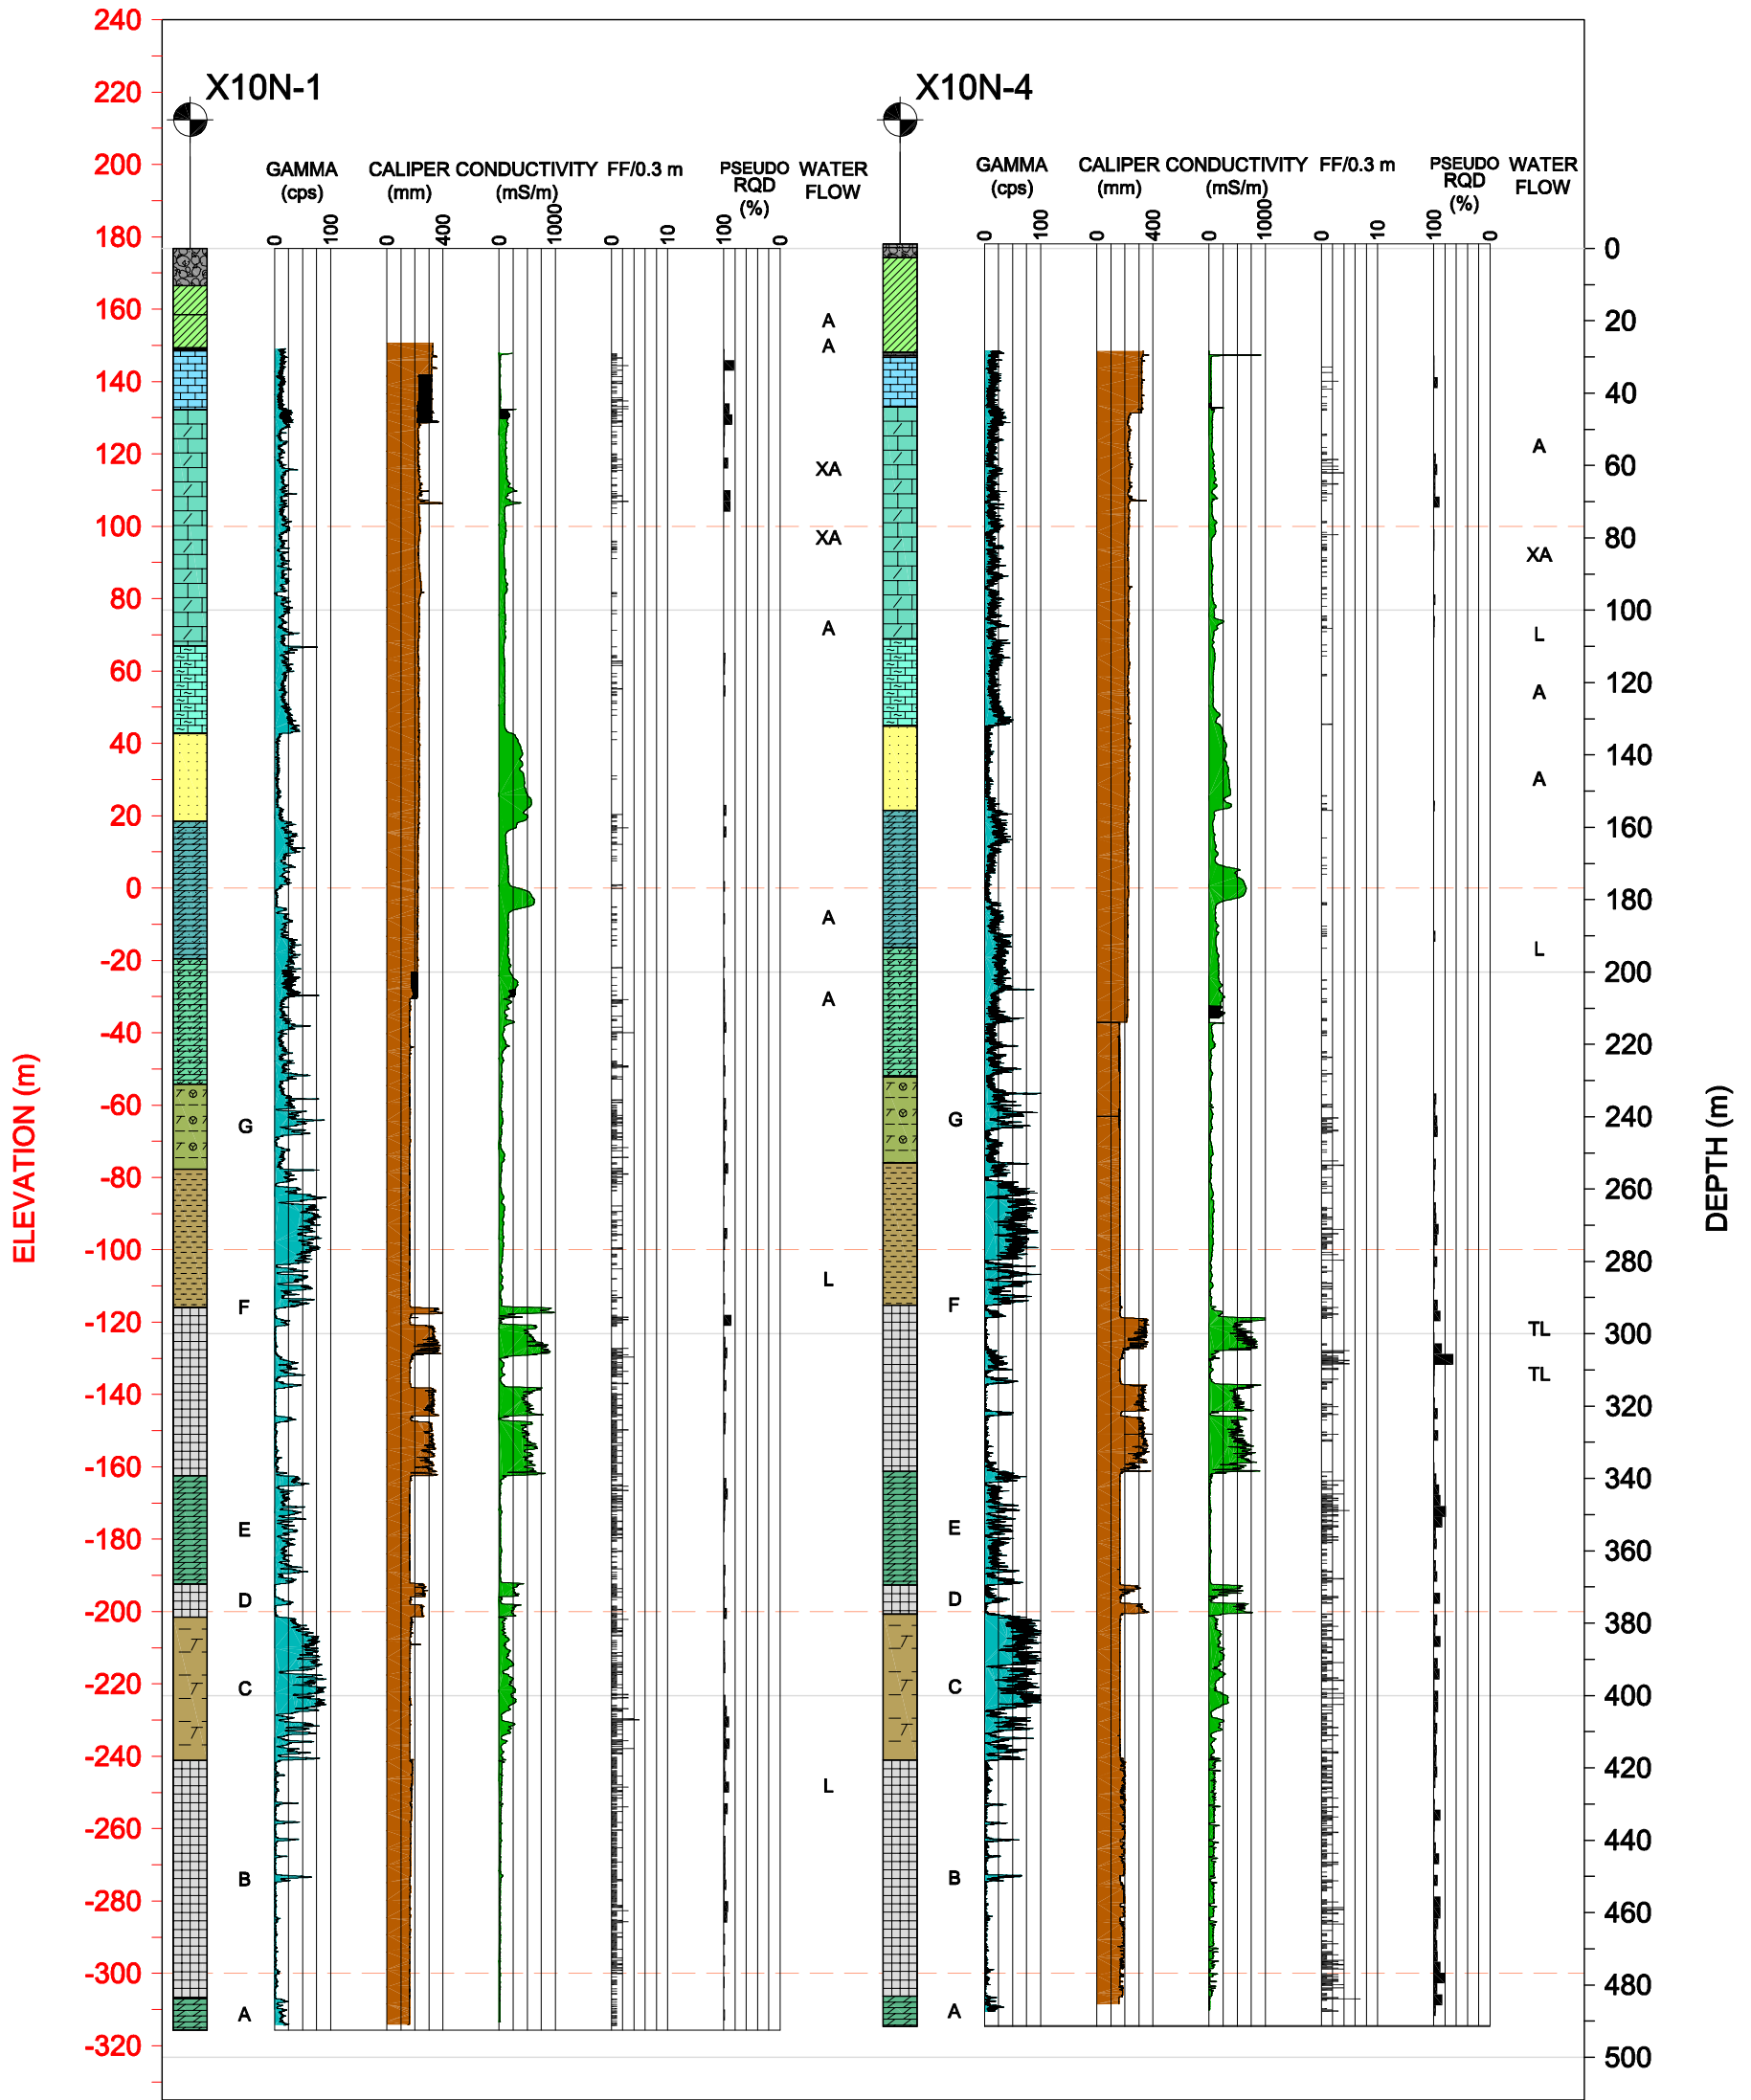 240
220
200
180
160
140
120
100
80
60
40
20
0
-20
-40
-60
-80
-100
-120
-140
-160
-180
-200
-220
-240
-260
-280
-300
-320
ELEVATION (m)
X10N-1
GAMMA
(cps)
0 100
CALIPER
(mm)
0 400
CONDUCTIVITY
(mS/m)
0 1000
FF/0.3 m
0 10
PSEUDO
RQD
(%)
100 0
WATER
FLOW
A
A
XA
XA
A
A
A
L
L
G
F
E
D
C
B
A
X10N-4
GAMMA
(cps)
0 100
CALIPER
(mm)
0 400
CONDUCTIVITY
(mS/m)
0 1000
FF/0.3 m
0 10
PSEUDO
RQD
(%)
100 0
WATER
FLOW
A
XA
L
A
A
L
TL
TL
G
F
E
D
C
B
A
0
20
40
60
80
100
120
140
160
180
200
220
240
260
280
300
320
340
360
380
400
420
440
460
480
500
DEPTH (m)